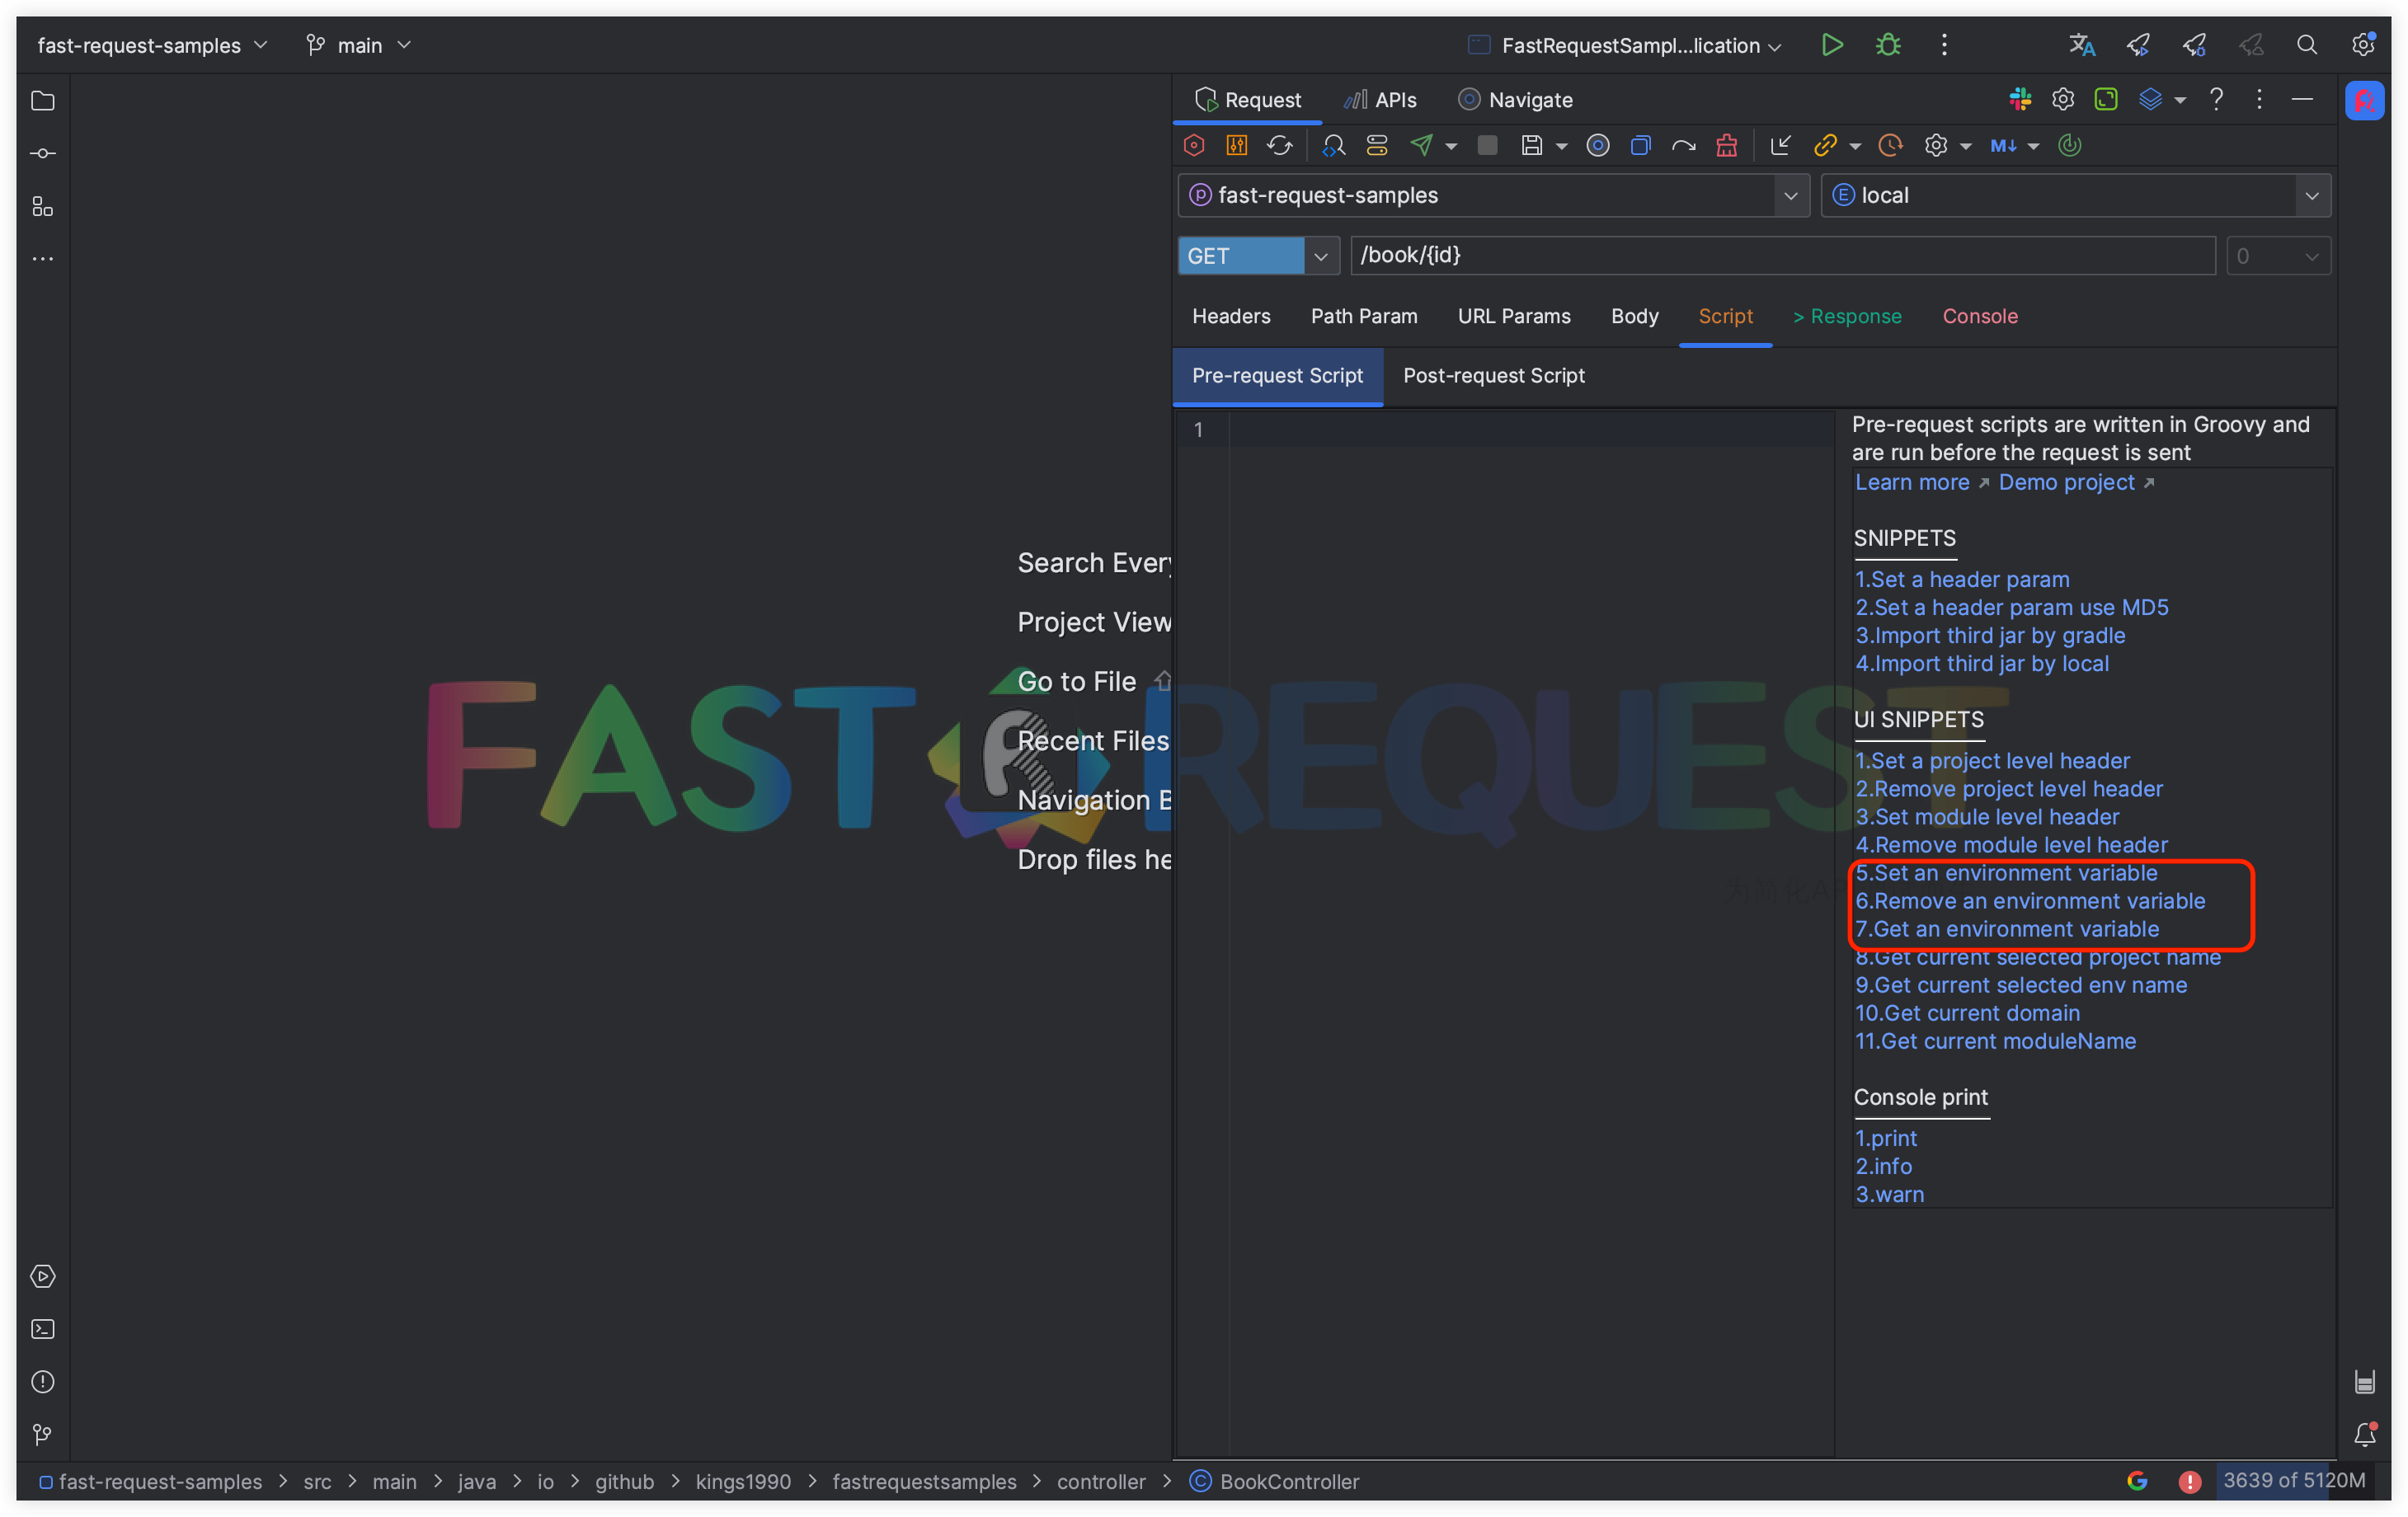 fast-request-samples
main
FastRequestSampl...lication
Request
APIs
Navigate
M↓
fast-request-samples
E local
GET
/book/{id}
0
Headers
Path Param
URL Params
Body
Script
> Response
Console
Pre-request Script
Post-request Script
1
Pre-request scripts are written in Groovy and
are run before the request is sent
Learn more ↗ Demo project ↗
SNIPPETS
1.Set a header param
2.Set a header param use MD5
3.Import third jar by gradle
4.Import third jar by local
UI SNIPPETS
1.Set a project level header
2.Remove project level header
3.Set module level header
4.Remove module level header
5.Set an environment variable
6.Remove an environment variable
7.Get an environment variable
8.Get current selected project name
9.Get current selected env name
10.Get current domain
11.Get current moduleName
Console print
1.print
2.info
3.warn
Search Every
Project View
Go to File ⇧
Recent Files
Navigation B
Drop files he
FAST REQUEST
fast-request-samples > src > main > java > io > github > kings1990 > fastrequestsamples > controller > BookController
3639 of 5120M